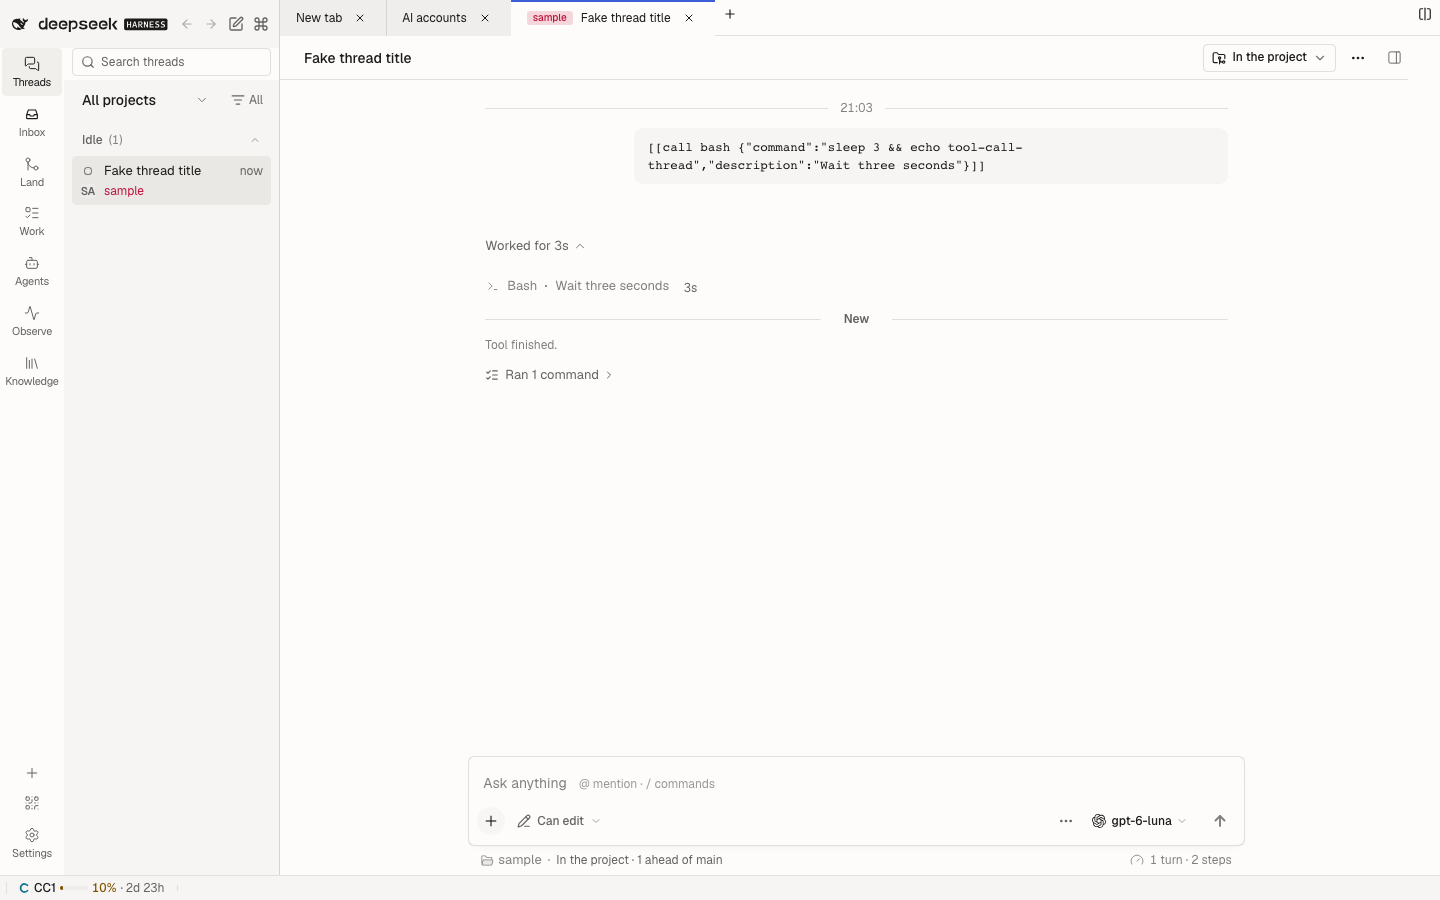 deepseek HARNESS
New tab
AI accounts
sample Fake thread title
Threads
Inbox
Land
Work
Agents
Observe
Knowledge
Settings
Search threads
All projects
All
Idle (1)
Fake thread title now
SA sample
Fake thread title
In the project
21:03
[[call bash {"command":"sleep 3 && echo tool-call-
thread","description":"Wait three seconds"}]]
Worked for 3s
Bash · Wait three seconds 3s
New
Tool finished.
Ran 1 command
Ask anything @ mention · / commands
Can edit
gpt-6-luna
sample · In the project · 1 ahead of main
1 turn · 2 steps
C CC1 10% · 2d 23h